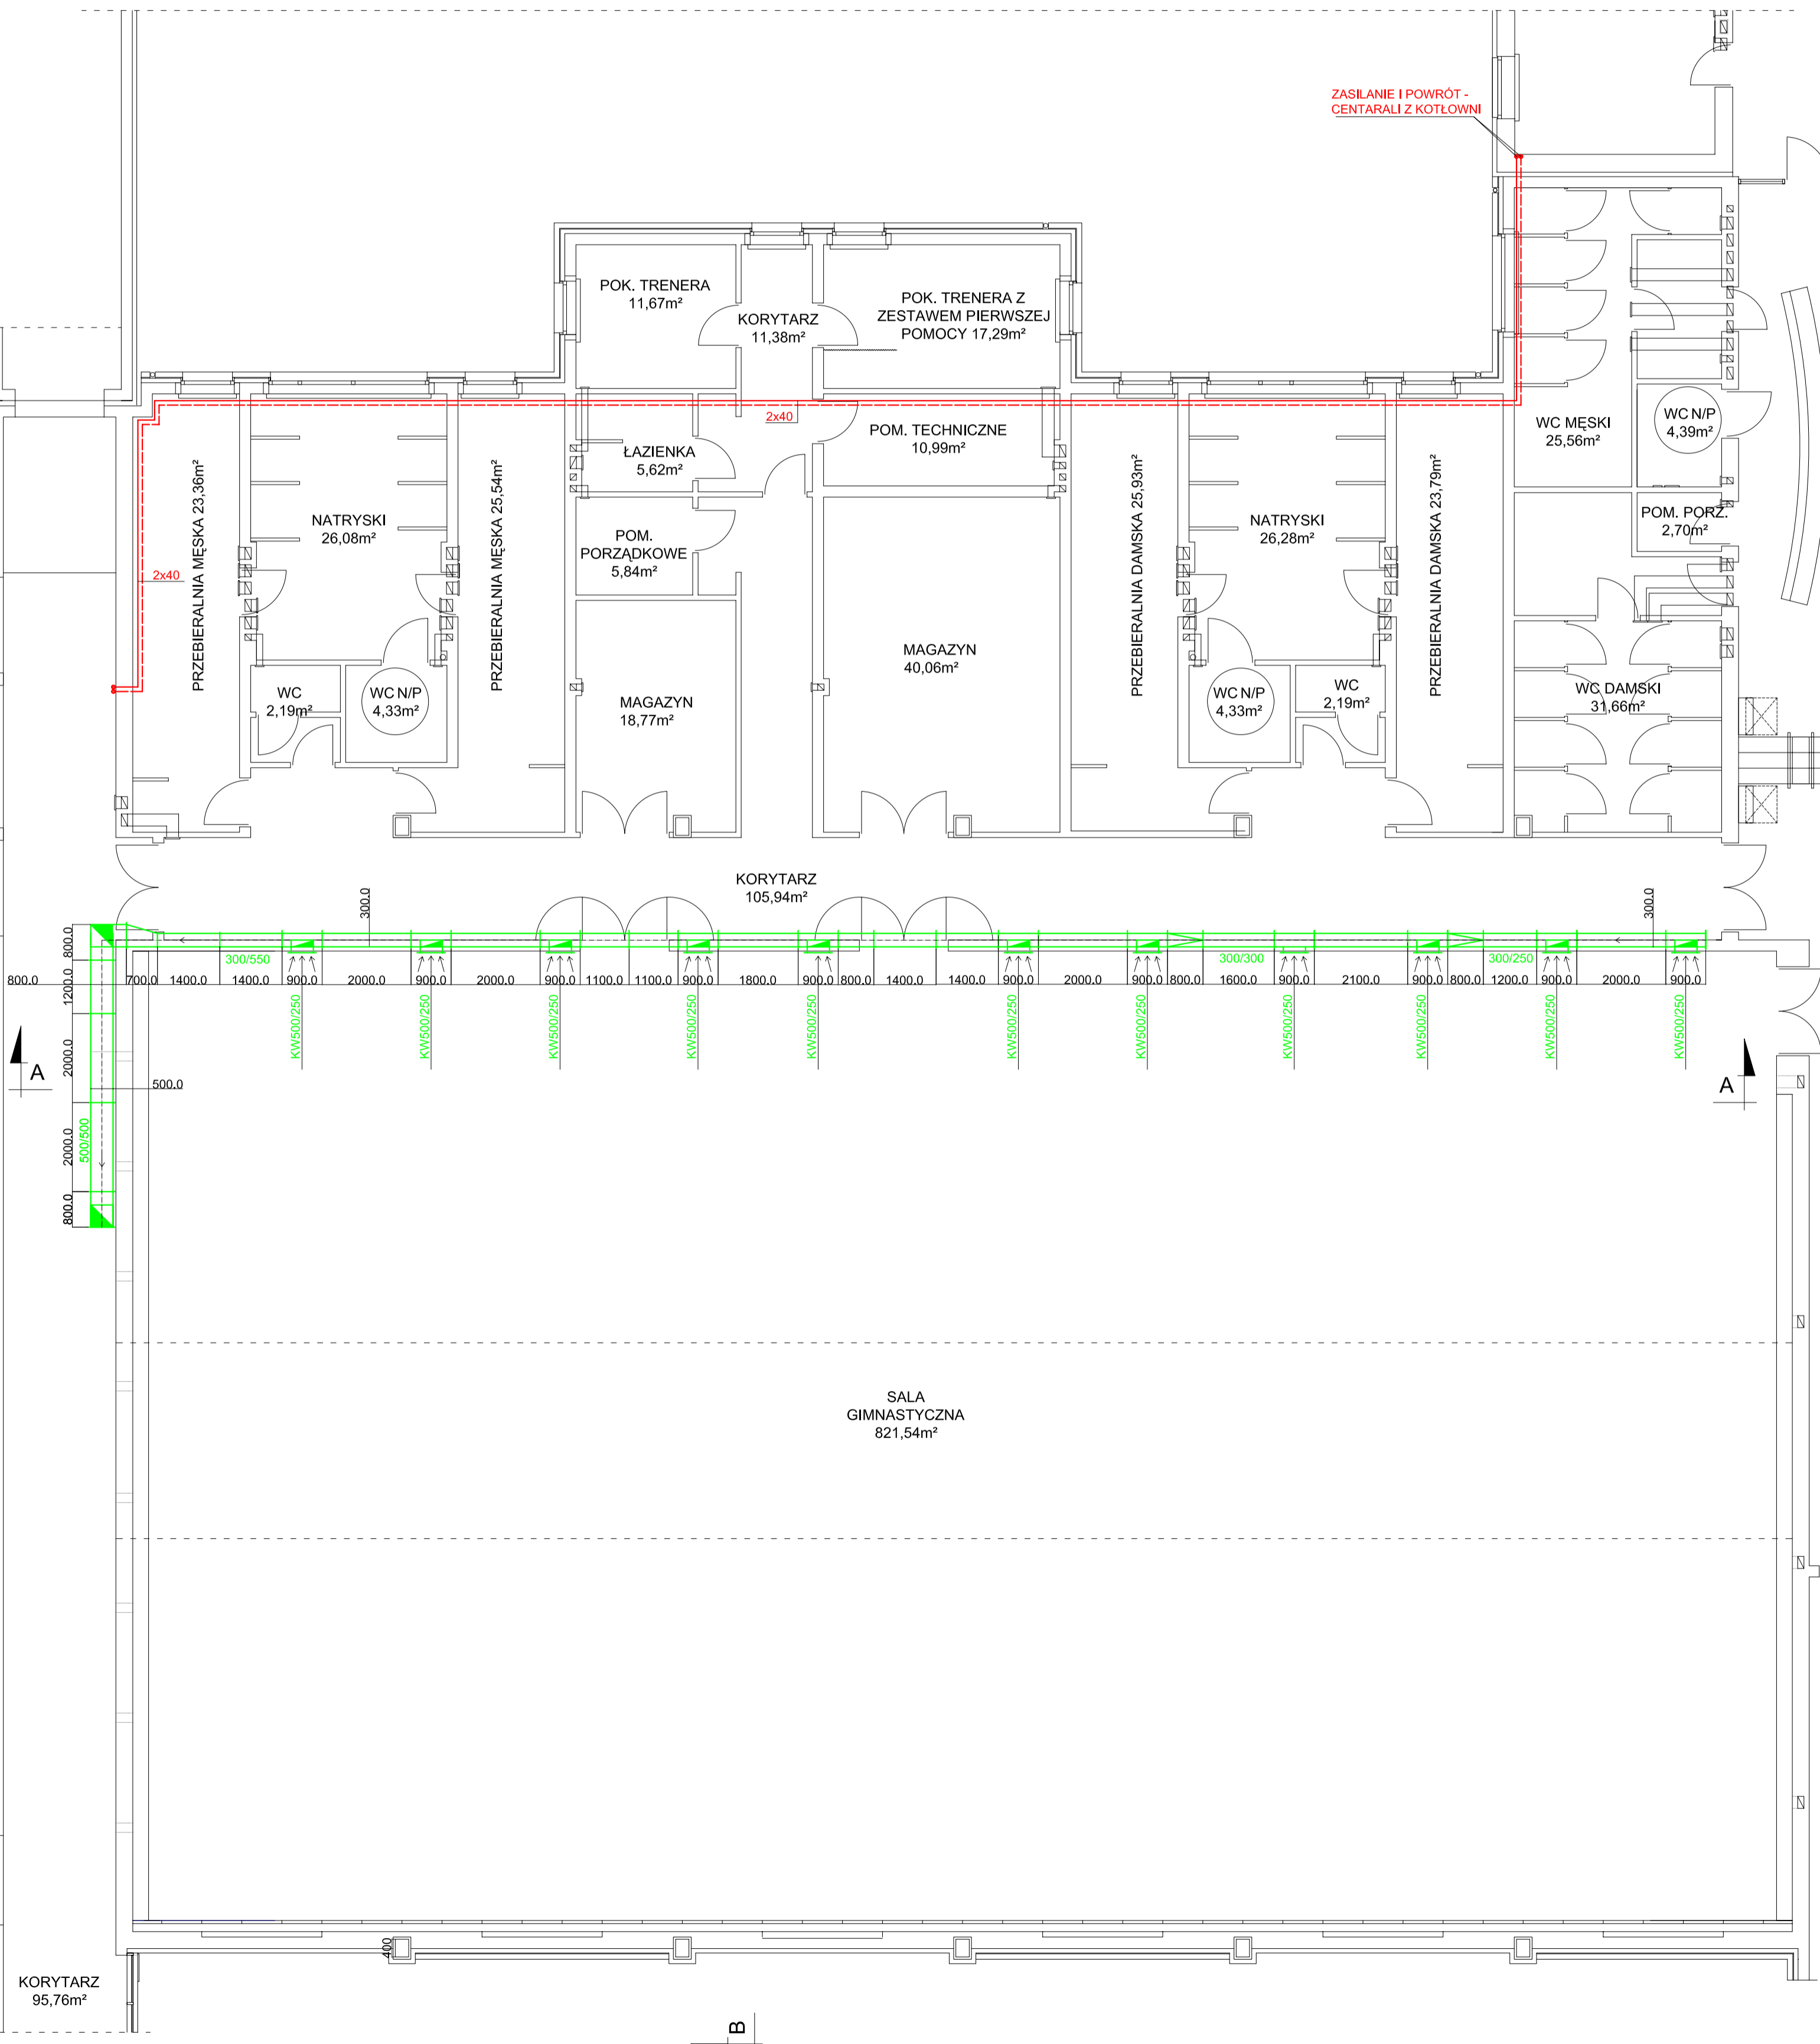 ZASILANIE I POWRÓT -
CENTARALI Z KOTŁOWNI
POK. TRENERA
11,67m²
KORYTARZ
11,38m²
POK. TRENERA Z
ZESTAWEM PIERWSZEJ
POMOCY 17,29m²
2x40
POM. TECHNICZNE
10,99m²
ŁAZIENKA
5,62m²
WC MĘSKI
25,56m²
WC N/P
4,39m²
PRZEBIERALNIA MĘSKA 23,36m²
NATRYSKI
26,08m²
PRZEBIERALNIA MĘSKA 25,54m²
POM.
PORZĄDKOWE
5,84m²
PRZEBIERALNIA DAMSKA 25,93m²
NATRYSKI
26,28m²
PRZEBIERALNIA DAMSKA 23,79m²
POM. PORZ.
2,70m²
2x40
WC
2,19m²
WC N/P
4,33m²
MAGAZYN
18,77m²
MAGAZYN
40,06m²
WC N/P
4,33m²
WC
2,19m²
WC DAMSKI
31,66m²
KORYTARZ
105,94m²
300.0
300.0
300/550
300/300
300/250
800.0
700.0 1400.0 1400.0 900.0 2000.0 900.0 2000.0 900.0 1100.0 1100.0 900.0 1800.0 900.0 800.0 1400.0 1400.0 900.0 2000.0 900.0 800.0 1600.0 900.0 2100.0 900.0 800.0 1200.0 900.0 2000.0 900.0
800.0
1200.0
2000.0
2000.0
800.0
500/500
500.0
KW500/250
KW500/250
KW500/250
KW500/250
KW500/250
KW500/250
KW500/250
KW500/250
KW500/250
KW500/250
KW500/250
A
A
SALA
GIMNASTYCZNA
821,54m²
400
KORYTARZ
95,76m²
B